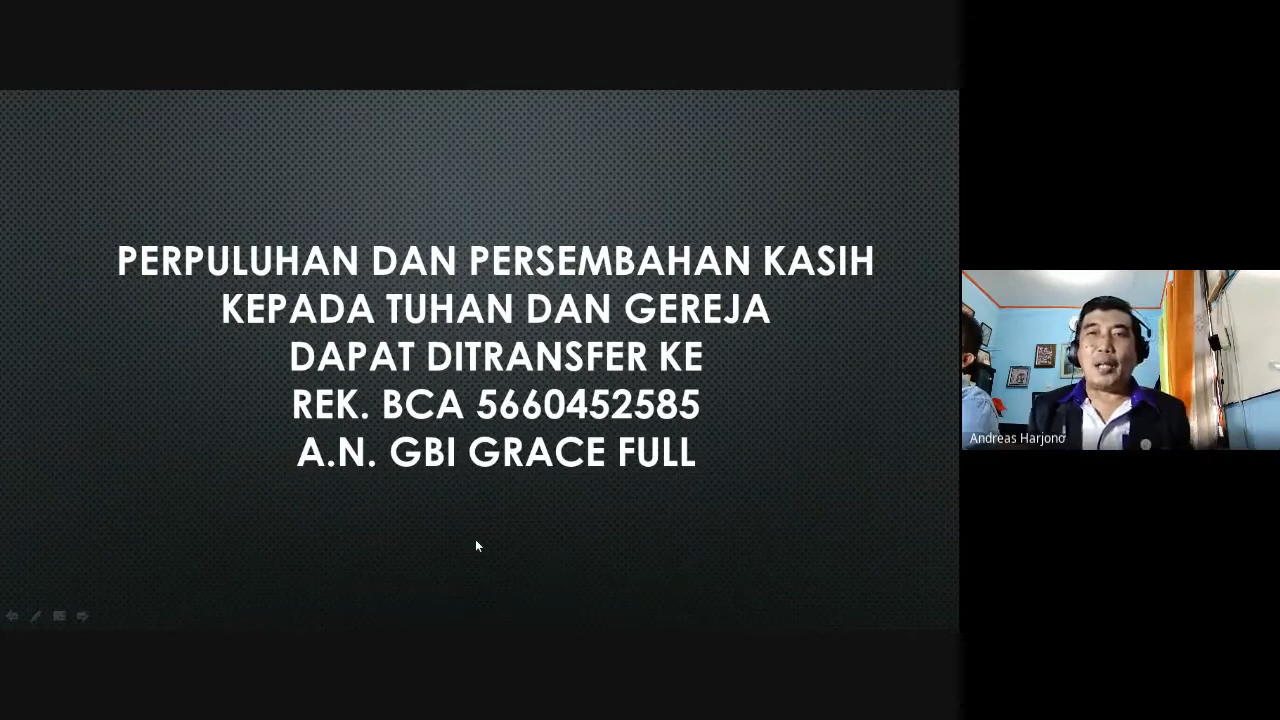 PERPULUHAN DAN PERSEMBAHAN KASIH
KEPADA TUHAN DAN GEREJA
DAPAT DITRANSFER KE
REK. BCA 5660452585
A.N. GBI GRACE FULL
Andreas Harjono